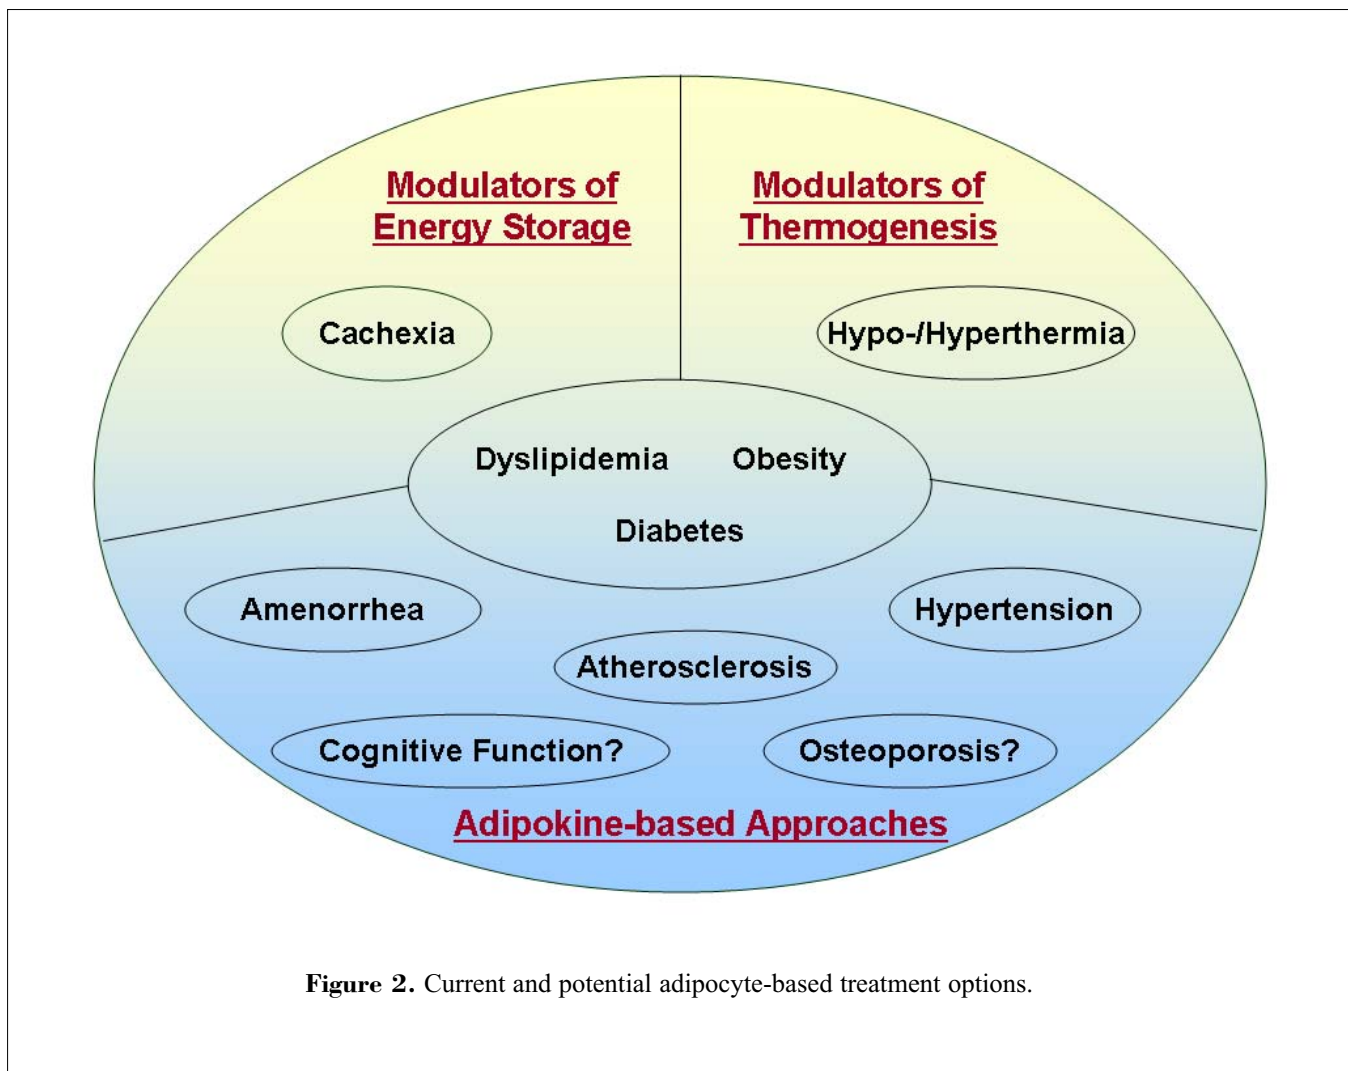 Modulators of
Energy Storage
Modulators of
Thermogenesis
Cachexia
Hypo-/Hyperthermia
Dyslipidemia
Obesity
Diabetes
Amenorrhea
Hypertension
Atherosclerosis
Cognitive Function?
Osteoporosis?
Adipokine-based Approaches
Figure 2. Current and potential adipocyte-based treatment options.